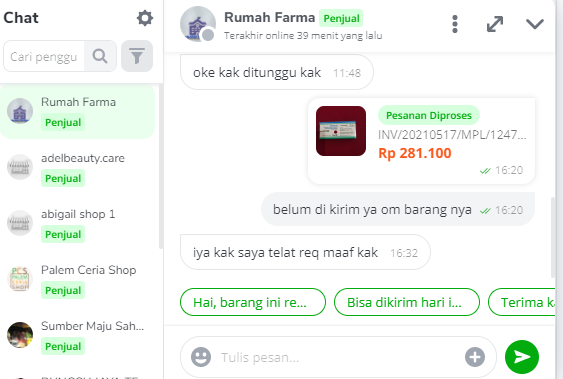 Chat
Cari penggu
Rumah Farma
Penjual
adelbeauty.care
Penjual
abigail shop 1
Penjual
Palem Ceria Shop
Penjual
Sumber Maju Sah...
Penjual
Rumah Farma Penjual
Terakhir online 39 menit yang lalu
oke kak ditunggu kak 11:48
Pesanan Diproses
INV/20210517/MPL/1247...
Rp 281.100
16:20
belum di kirim ya om barang nya 16:20
iya kak saya telat req maaf kak 16:32
Hai, barang ini re... Bisa dikirim hari i... Terima k
Tulis pesan...